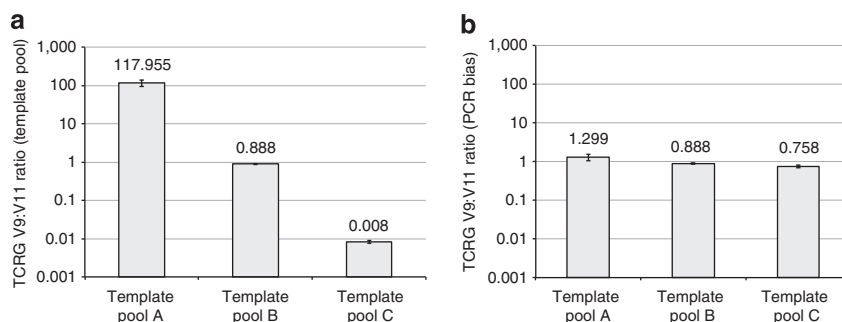 a
TCRG V9:V11 ratio (template pool)
1,000
100
10
1
0.1
0.01
0.001
117.955
0.888
0.008
Template
pool A
Template
pool B
Template
pool C
b
TCRG V9:V11 ratio (PCR bias)
1,000
100
10
1
0.1
0.01
0.001
1.299
0.888
0.758
Template
pool A
Template
pool B
Template
pool C